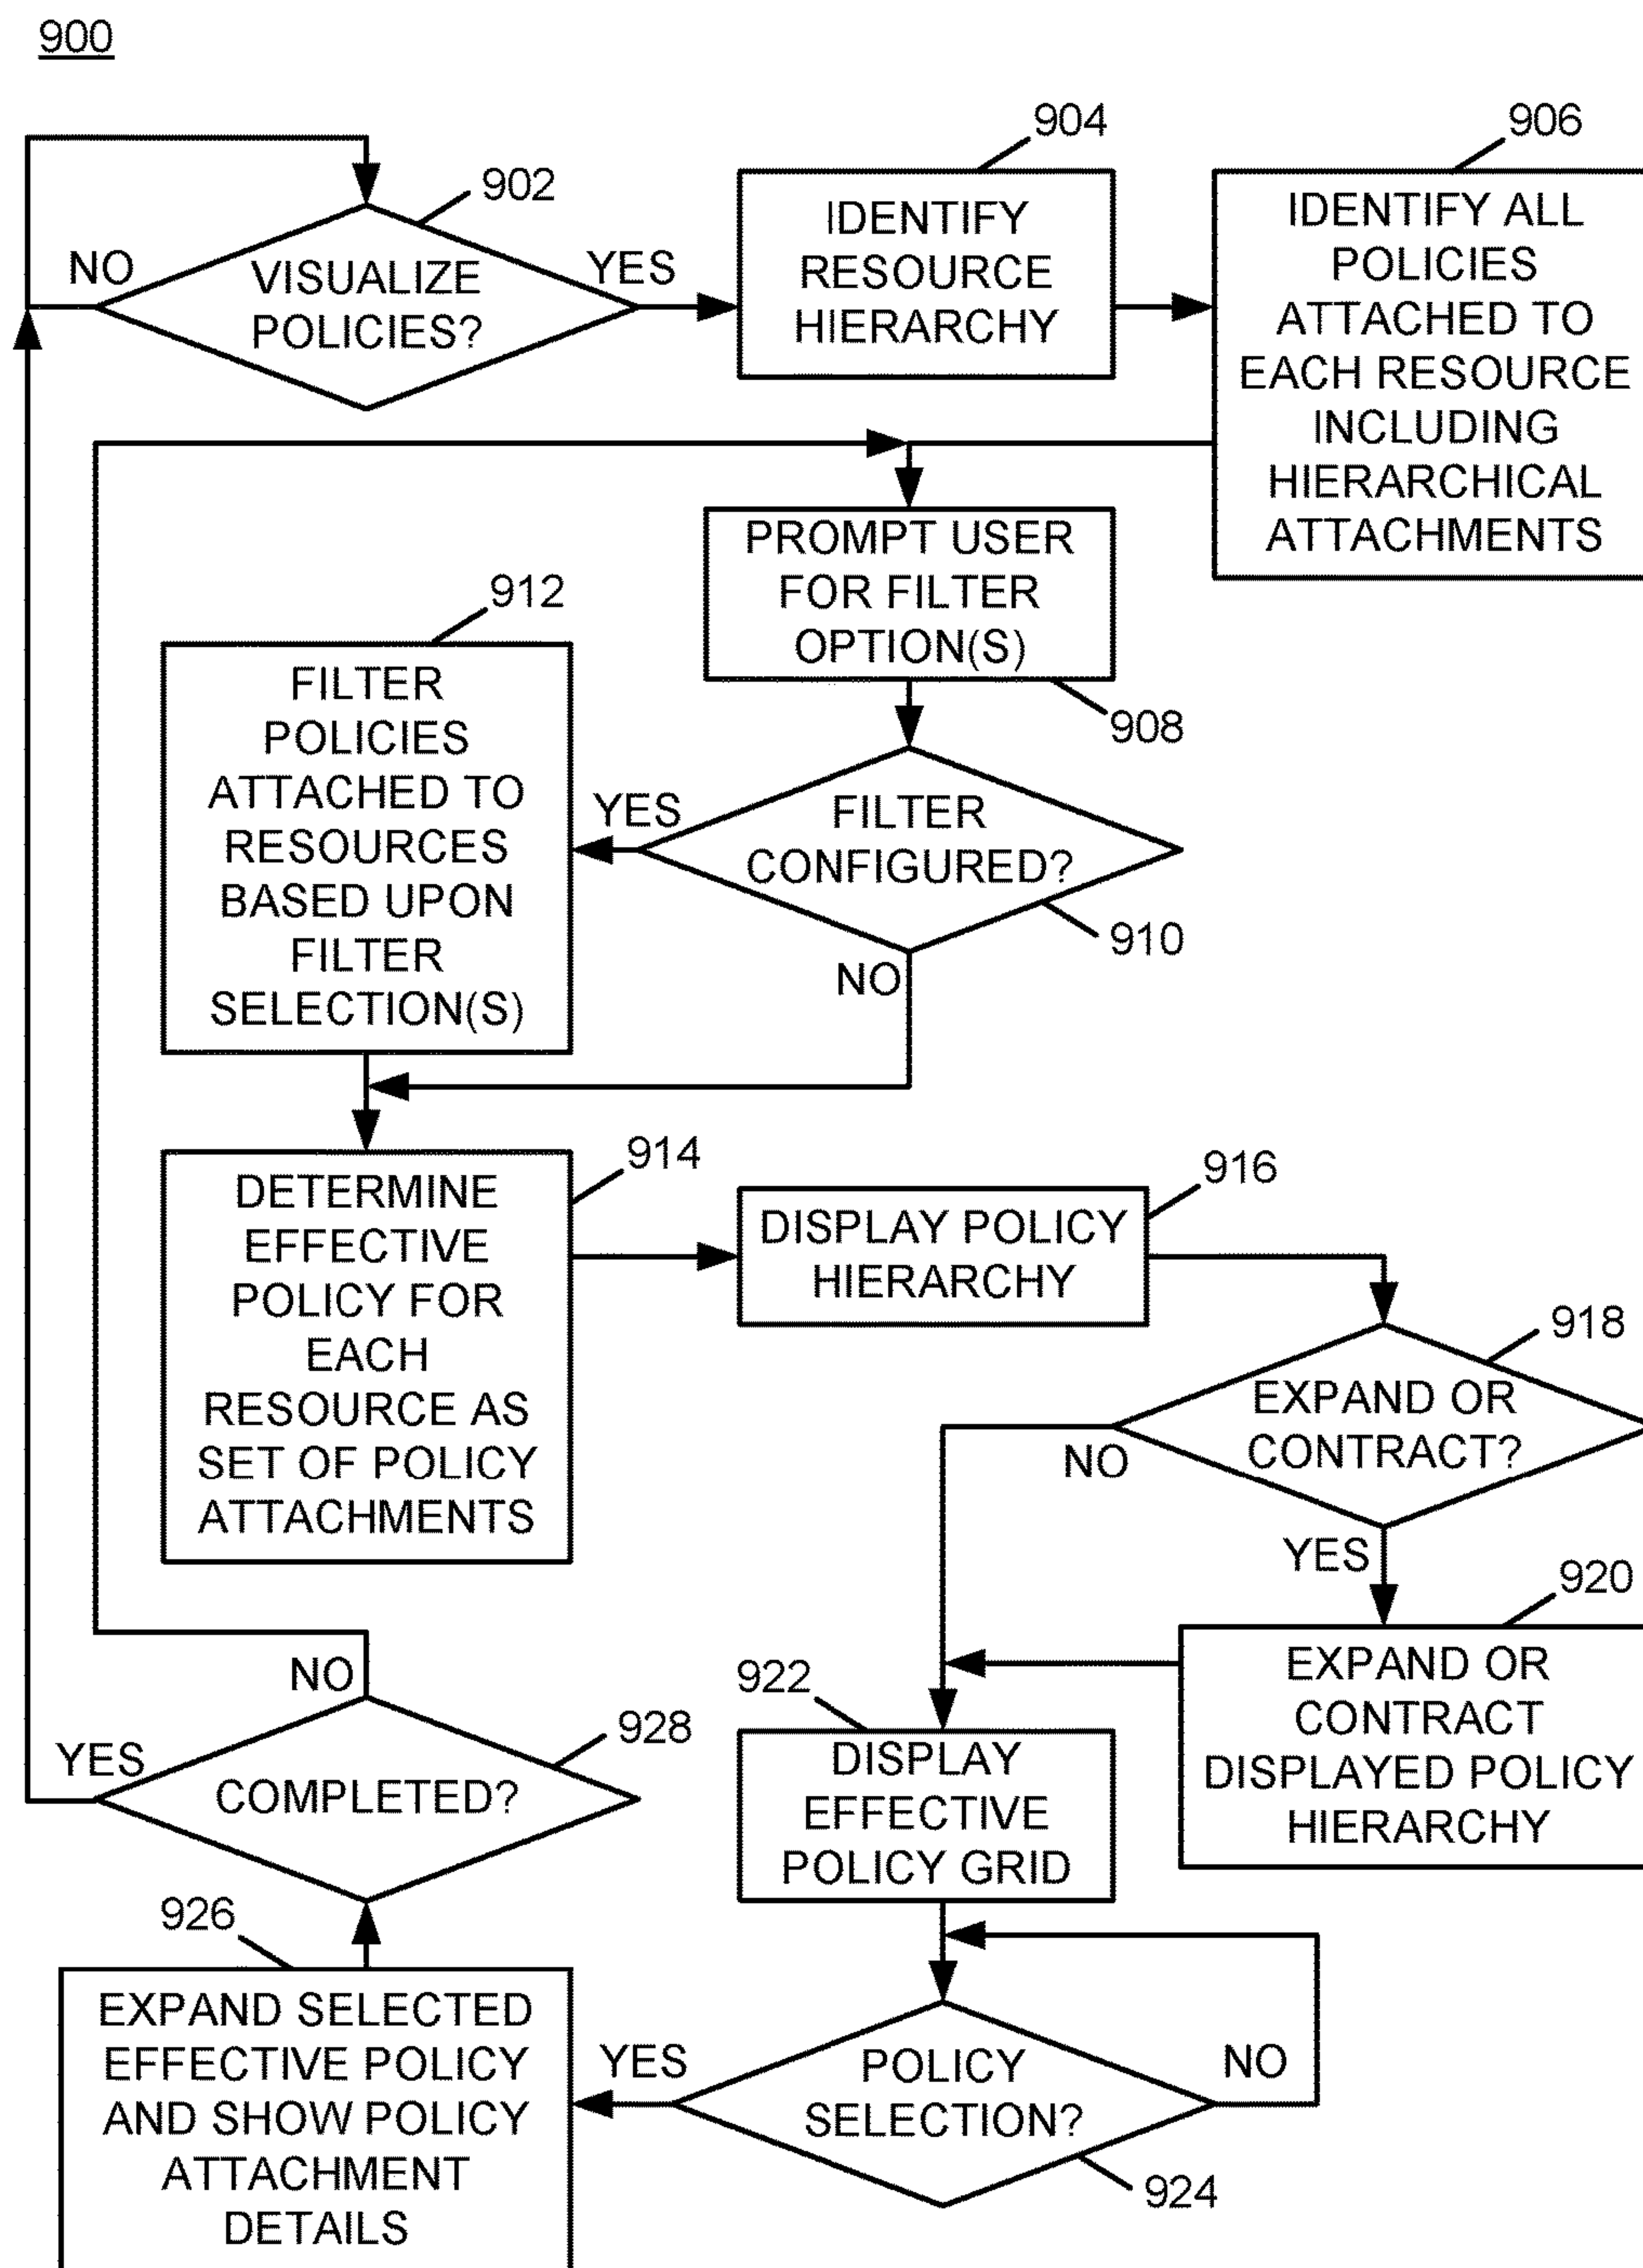 900
902
VISUALIZE
POLICIES?
NO
YES
904
IDENTIFY
RESOURCE
HIERARCHY
906
IDENTIFY ALL
POLICIES
ATTACHED TO
EACH RESOURCE
INCLUDING
HIERARCHICAL
ATTACHMENTS
PROMPT USER
FOR FILTER
OPTION(S)
908
FILTER
CONFIGURED?
YES
NO
910
912
FILTER
POLICIES
ATTACHED TO
RESOURCES
BASED UPON
FILTER
SELECTION(S)
914
DETERMINE
EFFECTIVE
POLICY FOR
EACH
RESOURCE AS
SET OF POLICY
ATTACHMENTS
916
DISPLAY POLICY
HIERARCHY
918
EXPAND OR
CONTRACT?
NO
YES
920
EXPAND OR
CONTRACT
DISPLAYED POLICY
HIERARCHY
922
DISPLAY
EFFECTIVE
POLICY GRID
POLICY
SELECTION?
YES
NO
924
926
EXPAND SELECTED
EFFECTIVE POLICY
AND SHOW POLICY
ATTACHMENT
DETAILS
928
COMPLETED?
NO
YES